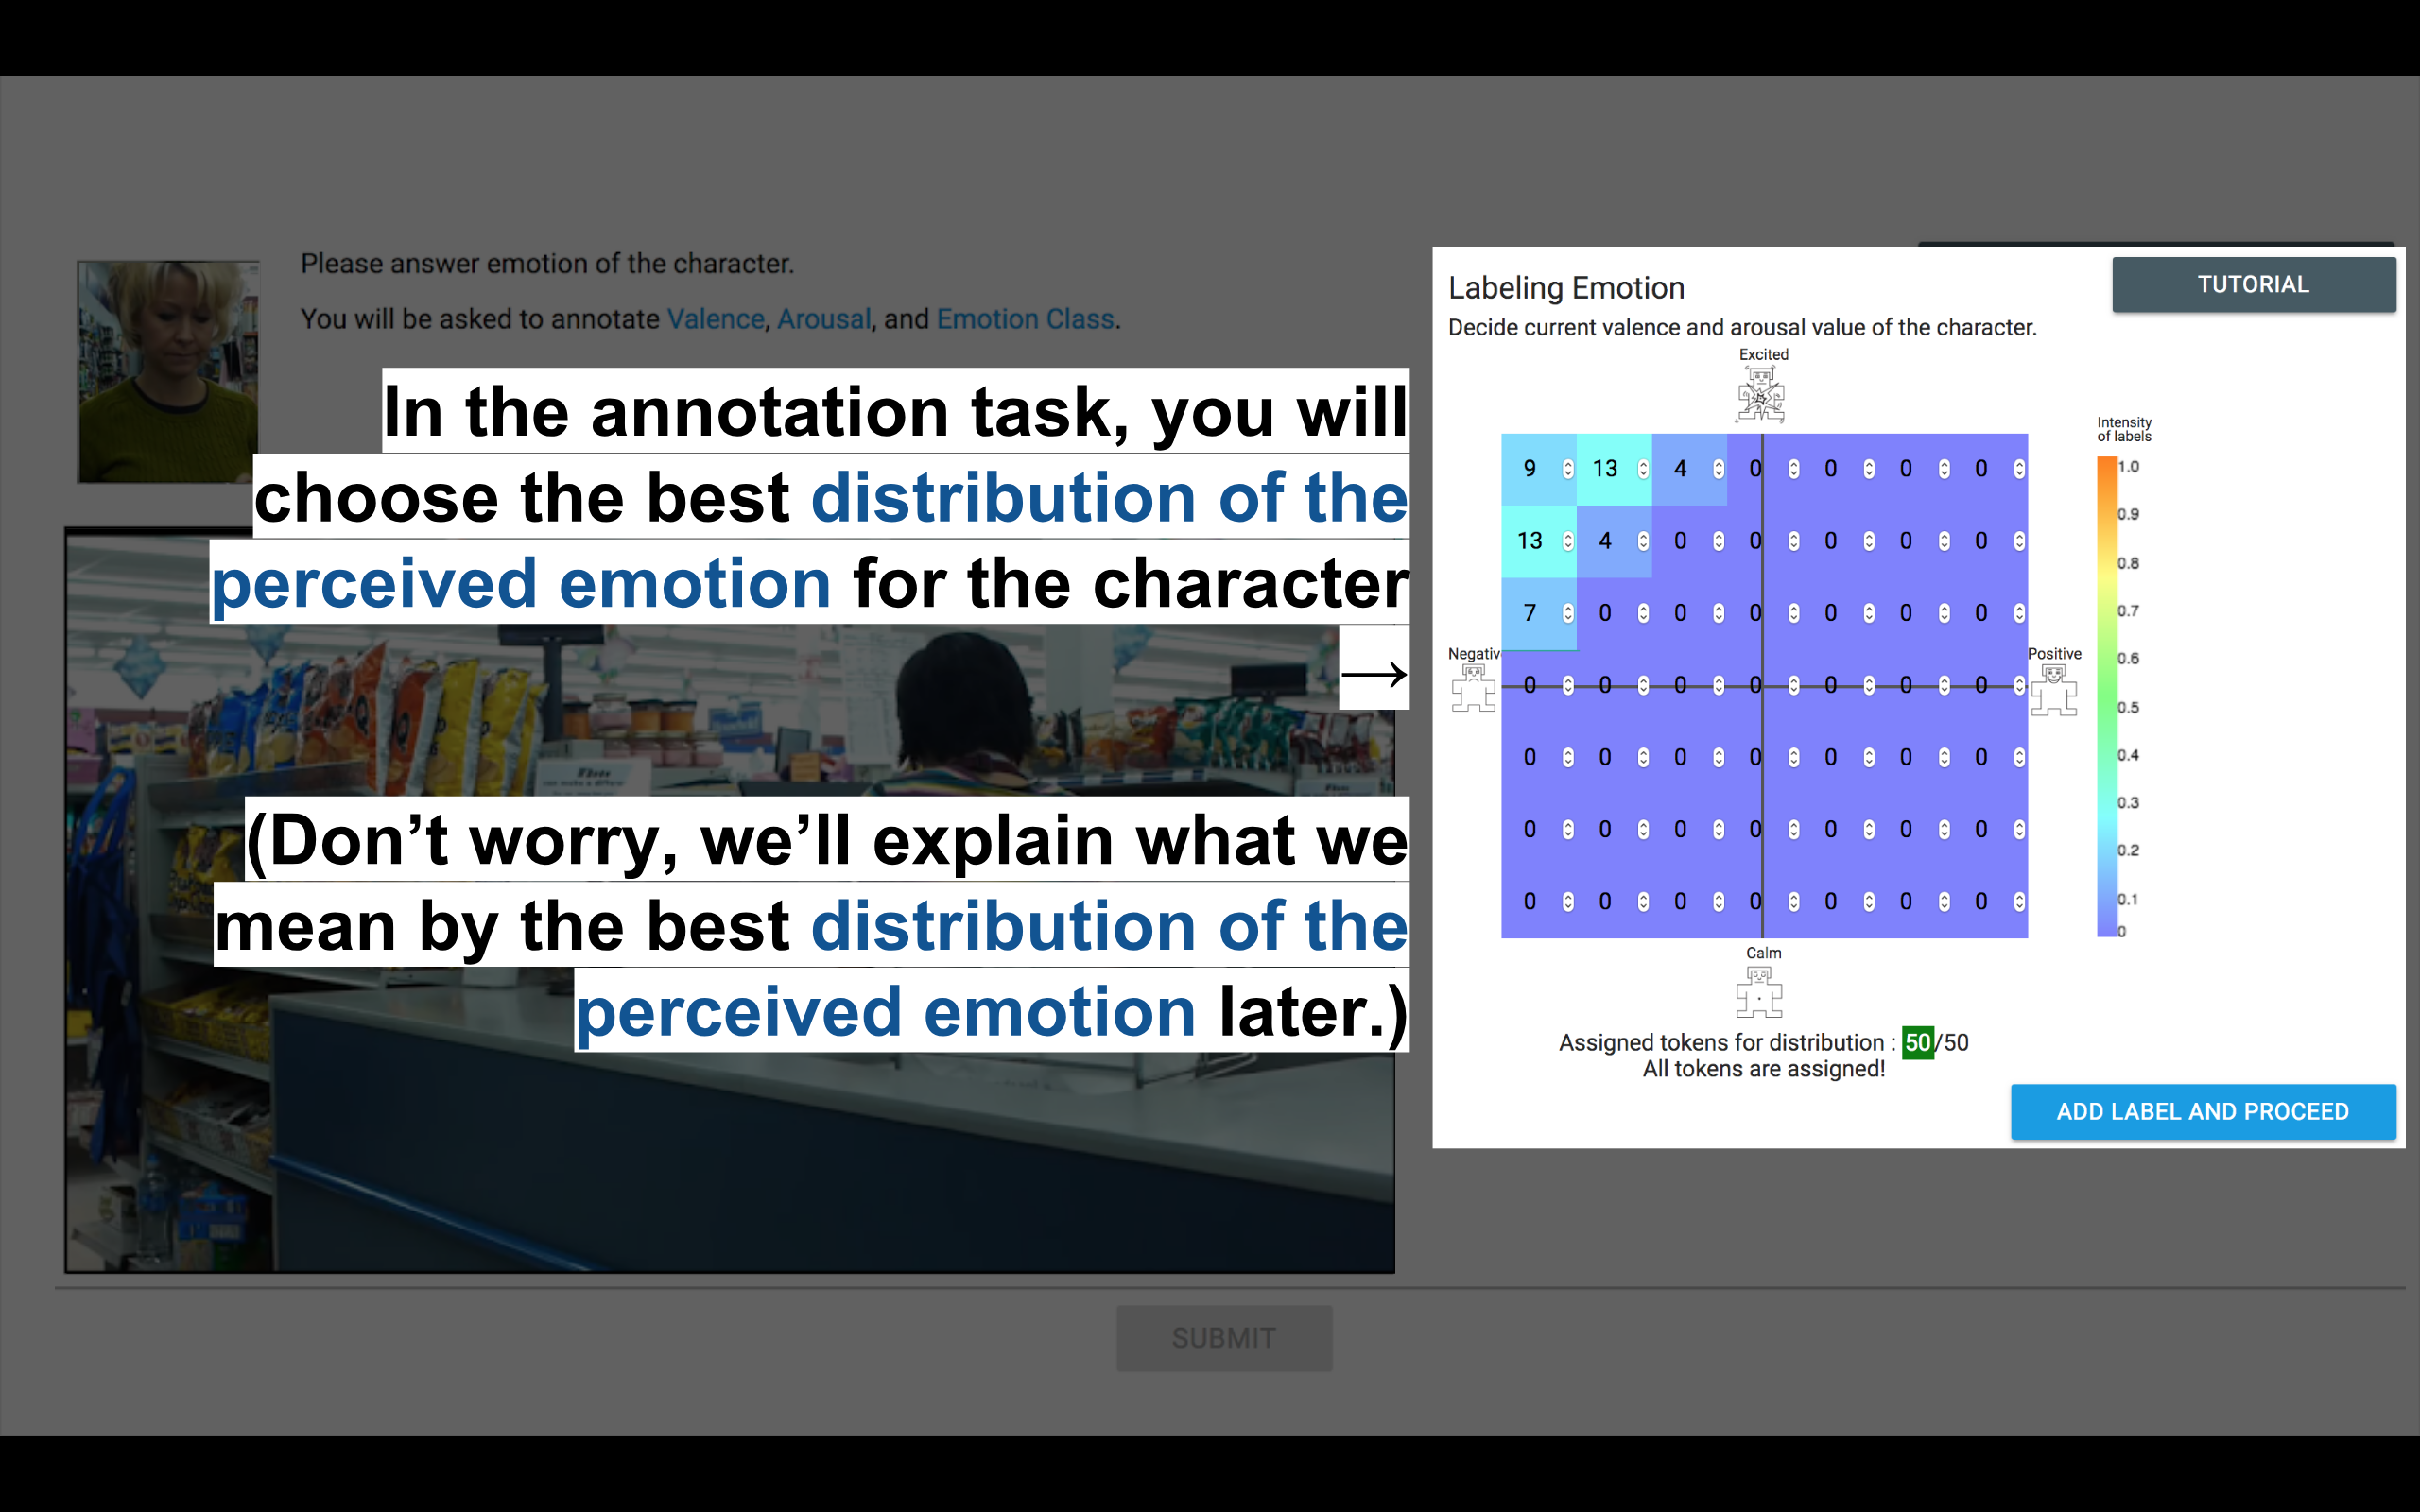 Please answer emotion of the character.
You will be asked to annotate Valence, Arousal, and Emotion Class.
In the annotation task, you will
choose the best distribution of the
perceived emotion for the character
→
(Don’t worry, we’ll explain what we
mean by the best distribution of the
perceived emotion later.)
SUBMIT
Labeling Emotion
TUTORIAL
Decide current valence and arousal value of the character.
Excited
Intensity
of labels
9 13 4 0 0 0 0
13 4 0 0 0 0 0
7 0 0 0 0 0 0
Negativ
Positive
0 0 0 0 0 0 0
0 0 0 0 0 0 0
0 0 0 0 0 0 0
0 0 0 0 0 0 0
1.0
0.9
0.8
0.7
0.6
0.5
0.4
0.3
0.2
0.1
0
Calm
Assigned tokens for distribution : 50/50
All tokens are assigned!
ADD LABEL AND PROCEED